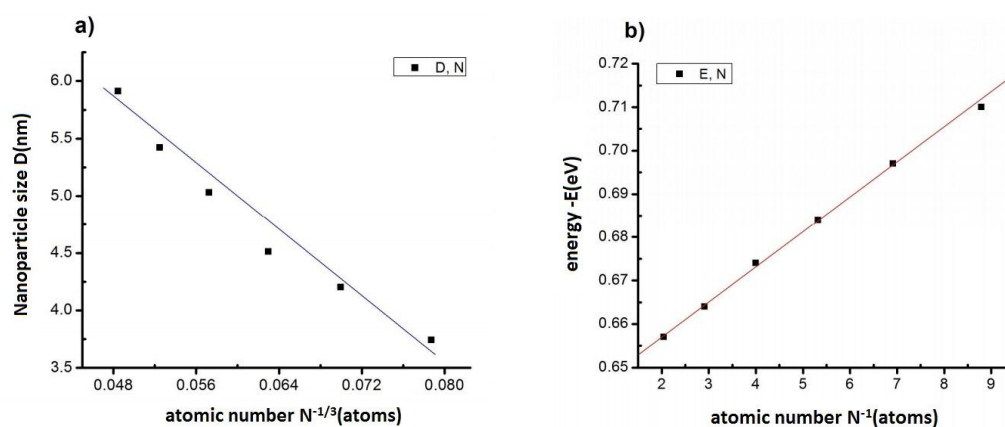 a)
D, N
6.0
5.5
5.0
4.5
4.0
3.5
0.048 0.056 0.064 0.072 0.080
Nanoparticle size D(nm)
atomic number N-1/3(atoms)
b)
E, N
0.72
0.71
0.70
0.69
0.68
0.67
0.66
0.65
2 3 4 5 6 7 8 9
energy -E(eV)
atomic number N-1(atoms)